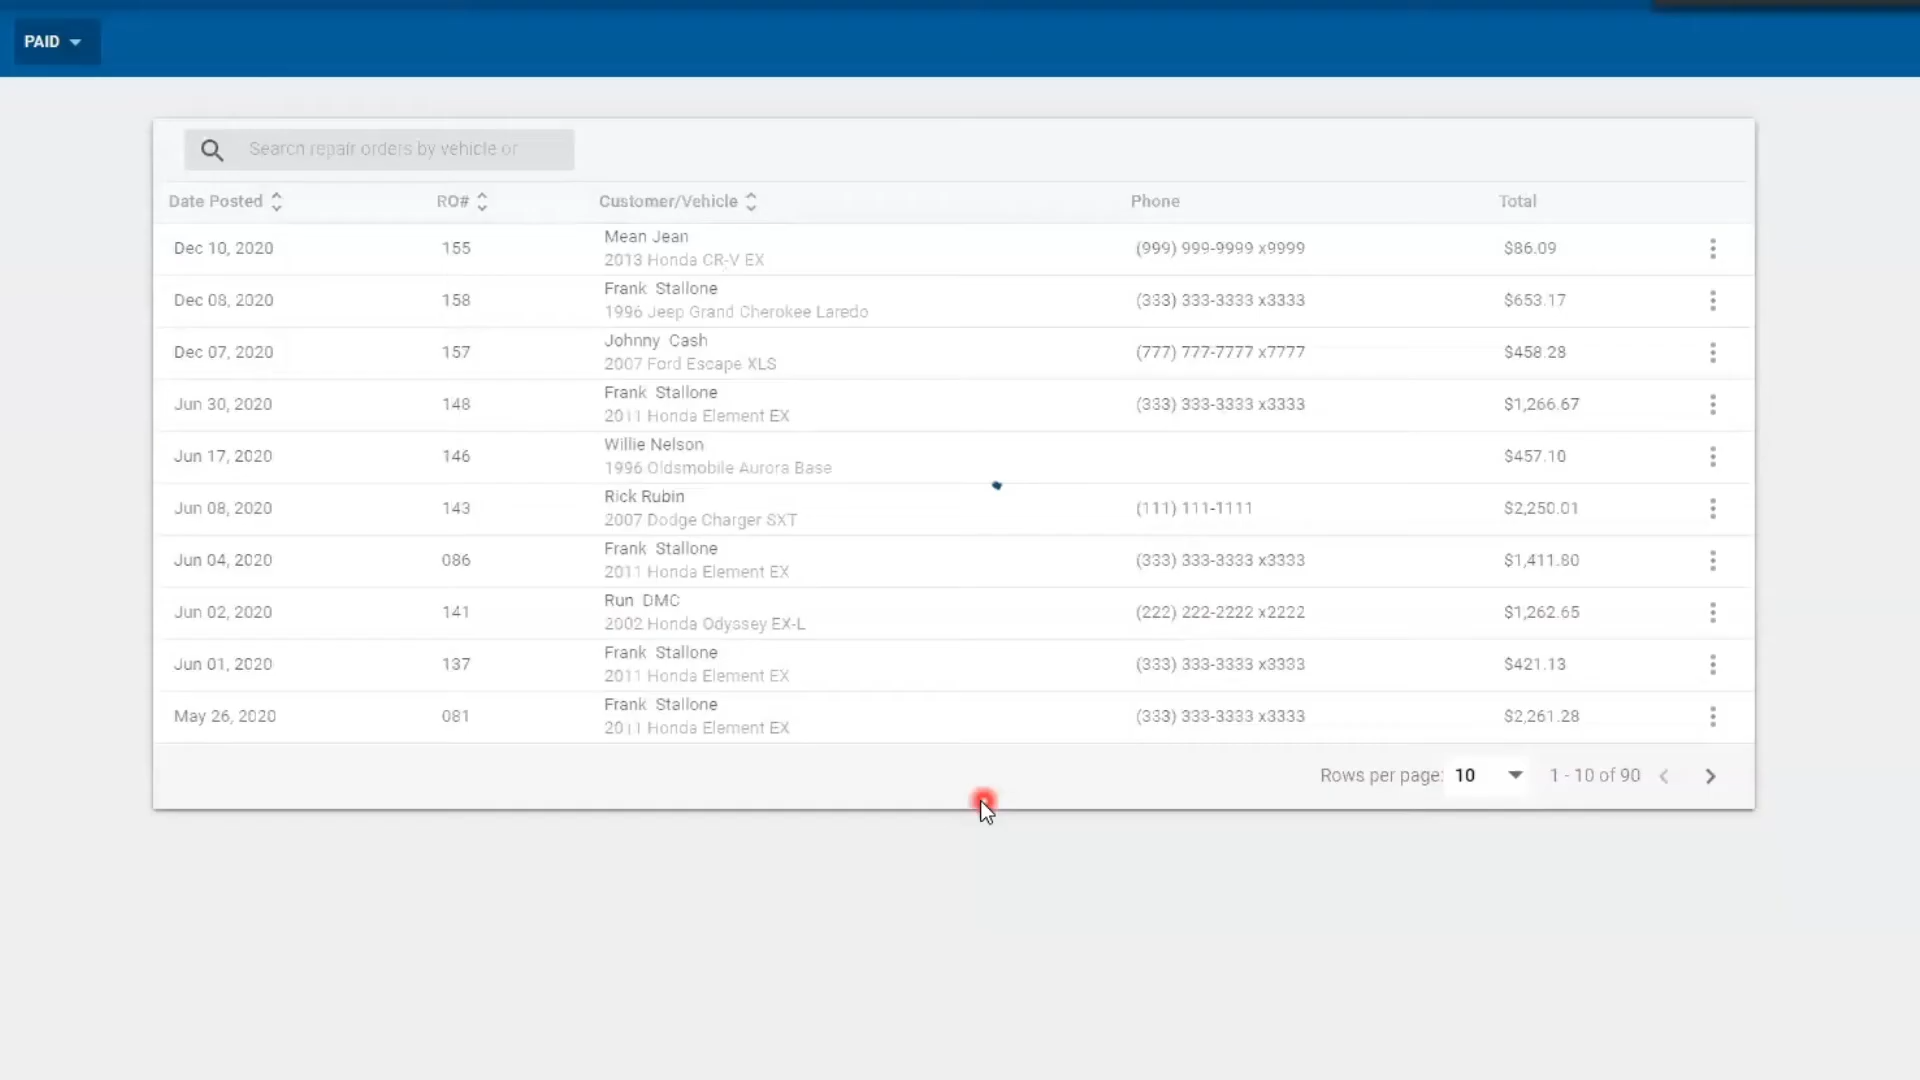 PAID
Search repair orders by vehicle or
Date Posted RO# Customer/Vehicle Phone Total
Dec 10, 2020 155 Mean Jean (999) 999-9999 x9999 $86.09
2013 Honda CR-V EX
Dec 08, 2020 158 Frank Stallone (333) 333-3333 x3333 $653.17
1996 Jeep Grand Cherokee Laredo
Dec 07, 2020 157 Johnny Cash (777) 777-7777 x7777 $458.28
2007 Ford Escape XLS
Jun 30, 2020 148 Frank Stallone (333) 333-3333 x3333 $1,266.67
2011 Honda Element EX
Jun 17, 2020 146 Willie Nelson $457.10
1996 Oldsmobile Aurora Base
Jun 08, 2020 143 Rick Rubin (111) 111-1111 $2,250.01
2007 Dodge Charger SXT
Jun 04, 2020 086 Frank Stallone (333) 333-3333 x3333 $1,411.80
2011 Honda Element EX
Jun 02, 2020 141 Run DMC (222) 222-2222 x2222 $1,262.65
2002 Honda Odyssey EX-L
Jun 01, 2020 137 Frank Stallone (333) 333-3333 x3333 $421.13
2011 Honda Element EX
May 26, 2020 081 Frank Stallone (333) 333-3333 x3333 $2,261.28
2011 Honda Element EX
Rows per page: 10 1 - 10 of 90